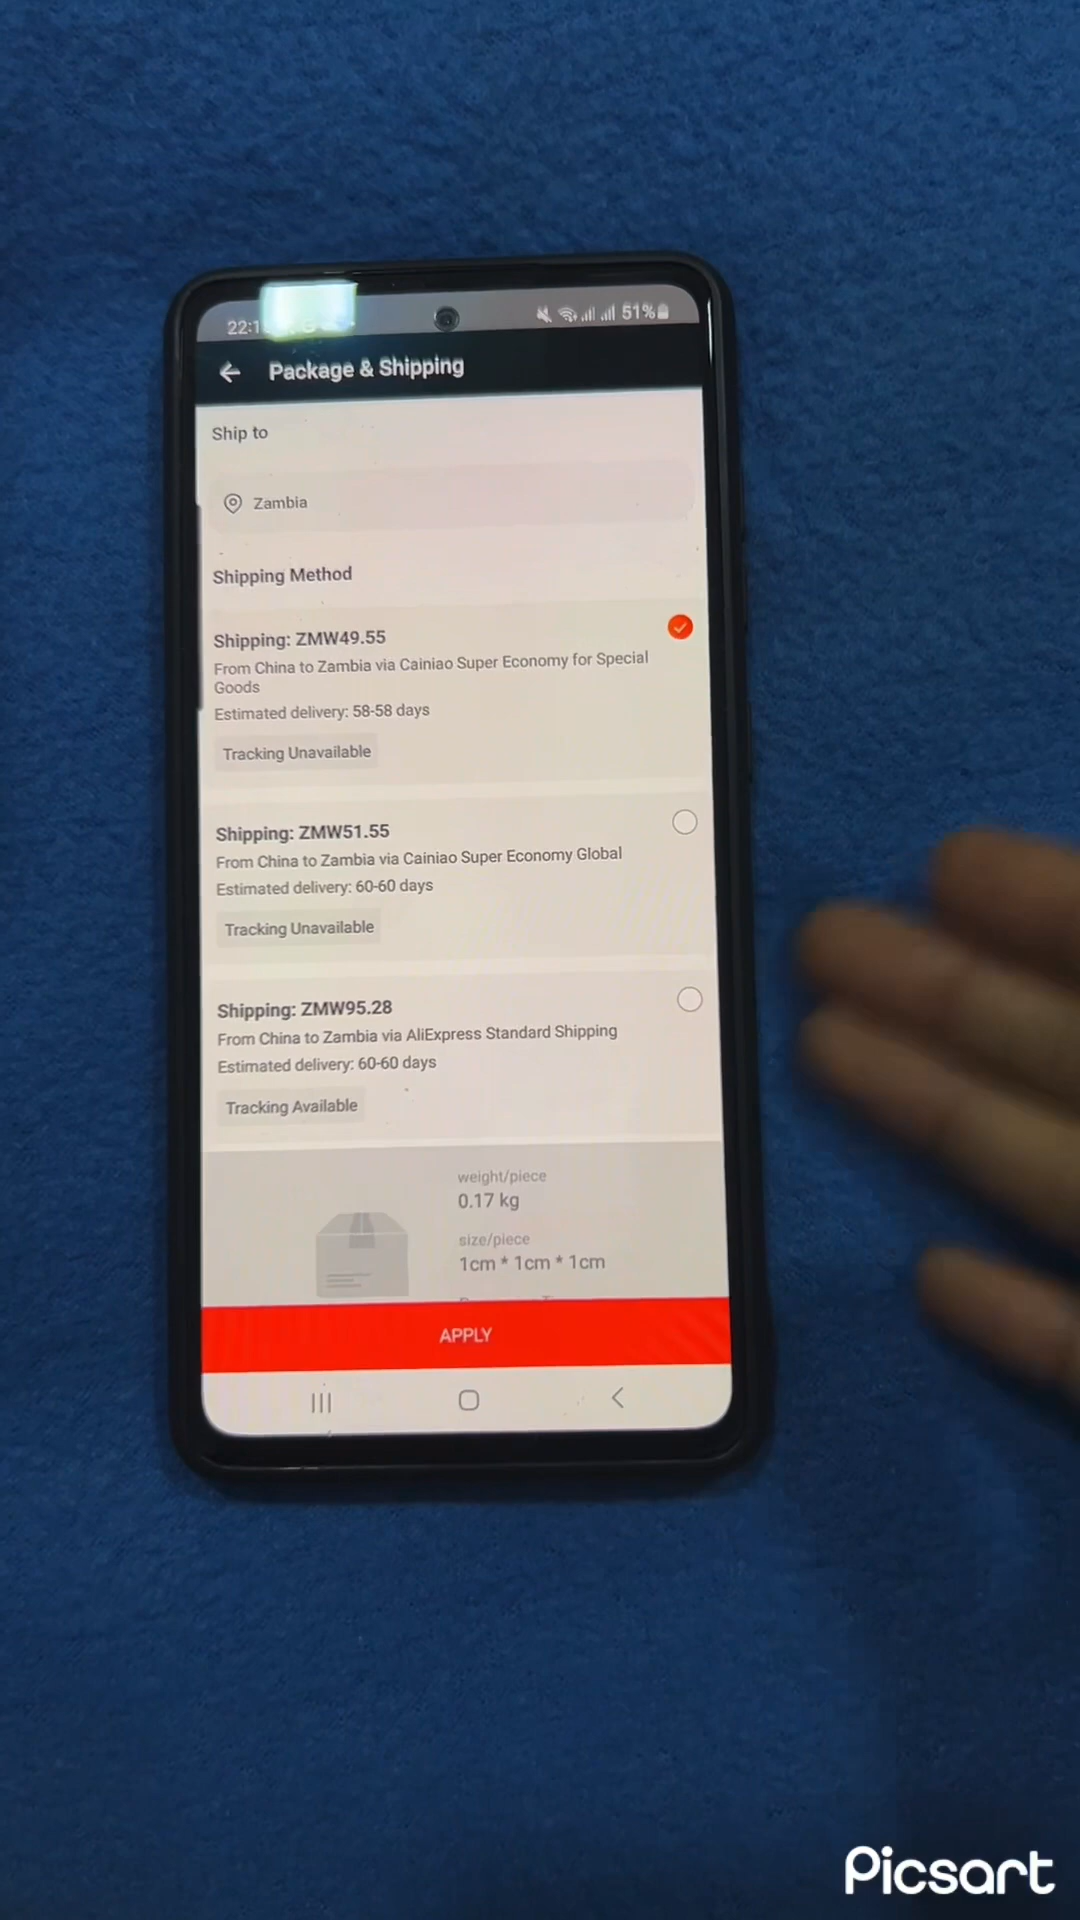 22:1
51%
Package & Shipping
Ship to
Zambia
Shipping Method
Shipping: ZMW49.55
From China to Zambia via Cainiao Super Economy for Special
Goods
Estimated delivery: 58-58 days
Tracking Unavailable
Shipping: ZMW51.55
From China to Zambia via Cainiao Super Economy Global
Estimated delivery: 60-60 days
Tracking Unavailable
Shipping: ZMW95.28
From China to Zambia via AliExpress Standard Shipping
Estimated delivery: 60-60 days
Tracking Available
weight/piece
0.17 kg
size/piece
1cm * 1cm * 1cm
APPLY
Picsart